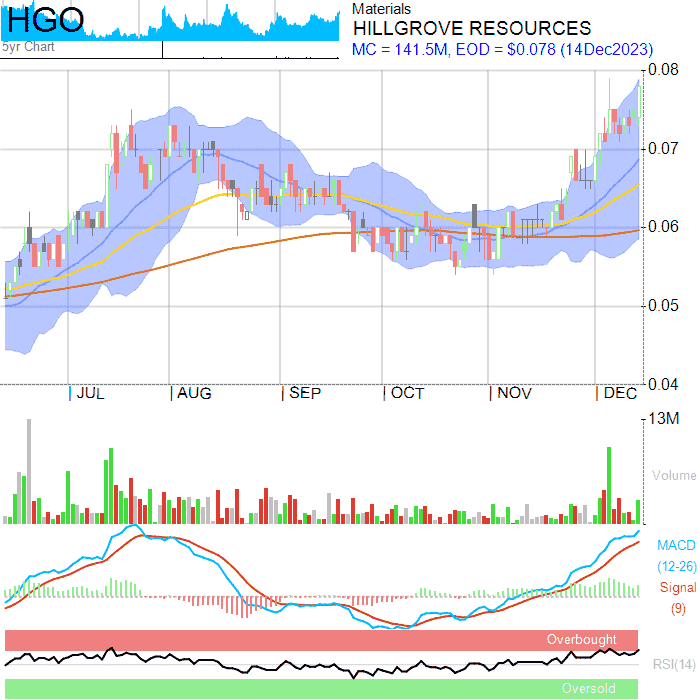 HGO
5yr Chart
Materials
HILLGROVE RESOURCES
MC = 141.5M, EOD = $0.078 (14Dec2023)
0.08
0.07
0.06
0.05
0.04
JUL AUG SEP OCT NOV DEC
13M
Volume
MACD
(12-26)
Signal
(9)
Overbought
RSI(14)
Oversold